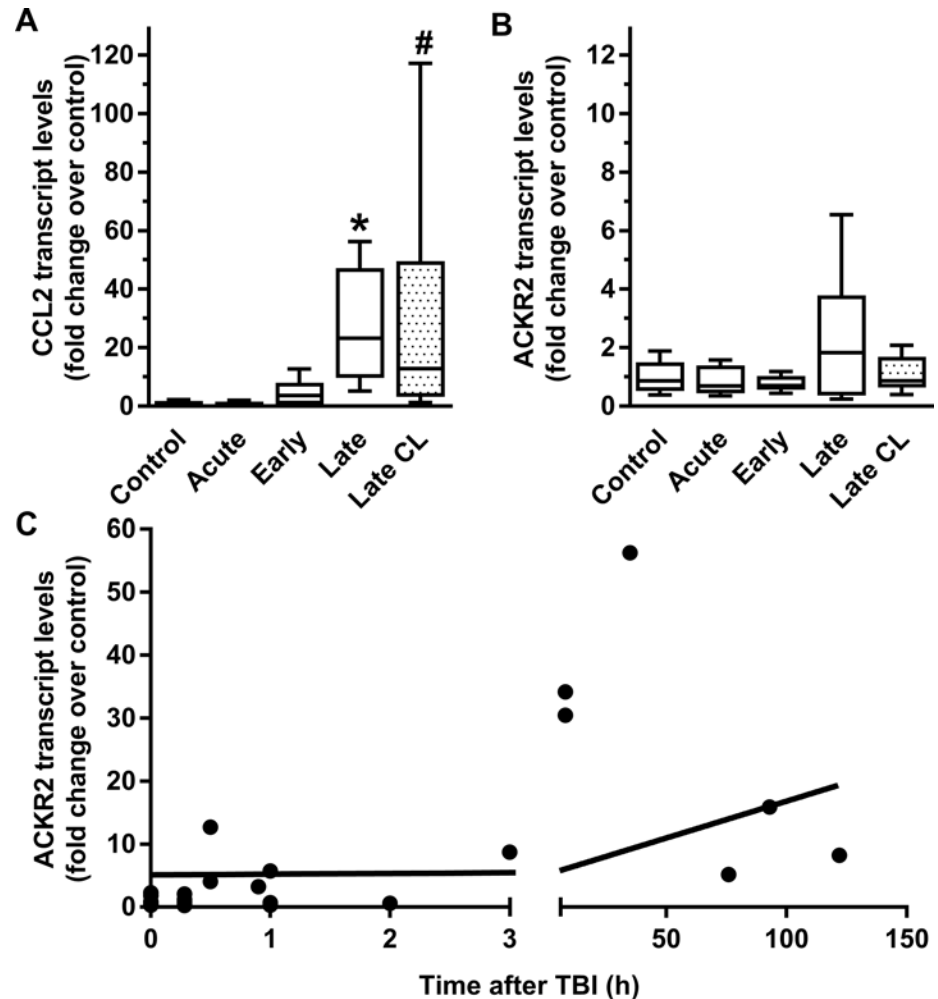 A
CCL2 transcript levels
(fold change over control)
120
100
80
60
40
20
0
*
#
Control
Acute
Early
Late
Late CL
B
ACKR2 transcript levels
(fold change over control)
12
10
8
6
4
2
0
Control
Acute
Early
Late
Late CL
C
ACKR2 transcript levels
(fold change over control)
60
50
40
30
20
10
0
0 1 2 3 50 100 150
Time after TBI (h)